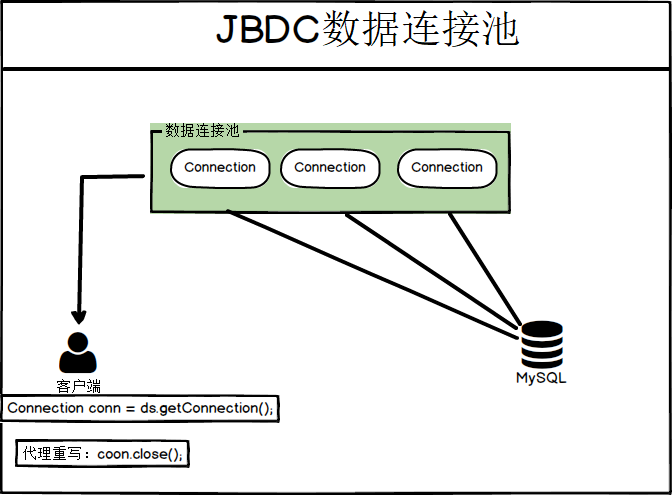 JBDC数据连接池
数据连接池
Connection
Connection
Connection
MySQL
客户端
Connection conn = ds.getConnection();
代理重写：coon.close();